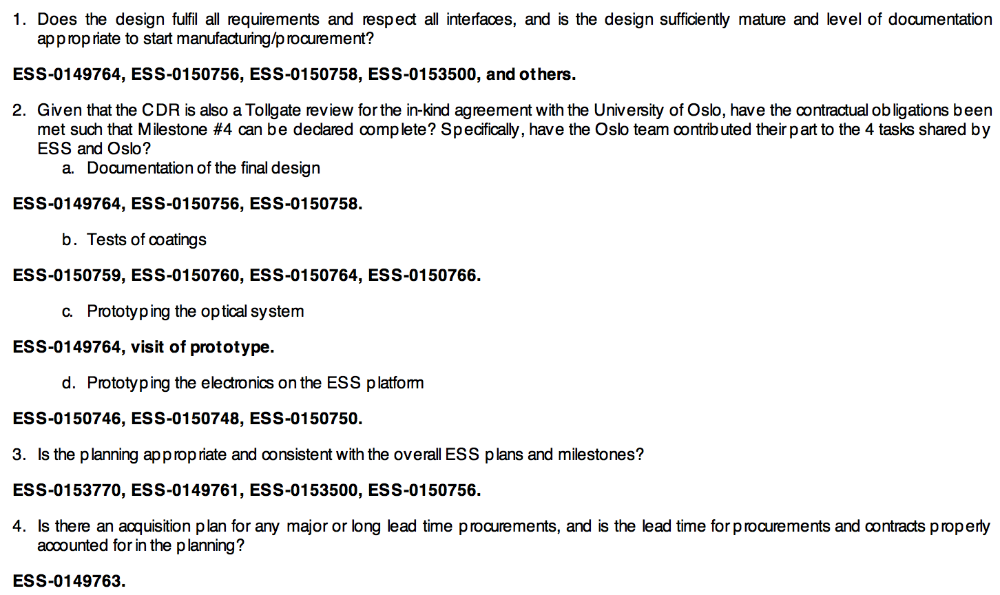 1. Does the design fulfil all requirements and respect all interfaces, and is the design sufficiently mature and level of documentation
appropriate to start manufacturing/procurement?
ESS-0149764, ESS-0150756, ESS-0150758, ESS-0153500, and others.
2. Given that the CDR is also a Tollgate review for the in-kind agreement with the University of Oslo, have the contractual obligations been
met such that Milestone #4 can be declared complete? Specifically, have the Oslo team contributed their part to the 4 tasks shared by
ESS and Oslo?
a. Documentation of the final design
ESS-0149764, ESS-0150756, ESS-0150758.
b. Tests of coatings
ESS-0150759, ESS-0150760, ESS-0150764, ESS-0150766.
c. Prototyping the optical system
ESS-0149764, visit of prototype.
d. Prototyping the electronics on the ESS platform
ESS-0150746, ESS-0150748, ESS-0150750.
3. Is the planning appropriate and consistent with the overall ESS plans and milestones?
ESS-0153770, ESS-0149761, ESS-0153500, ESS-0150756.
4. Is there an acquisition plan for any major or long lead time procurements, and is the lead time for procurements and contracts properly
accounted for in the planning?
ESS-0149763.